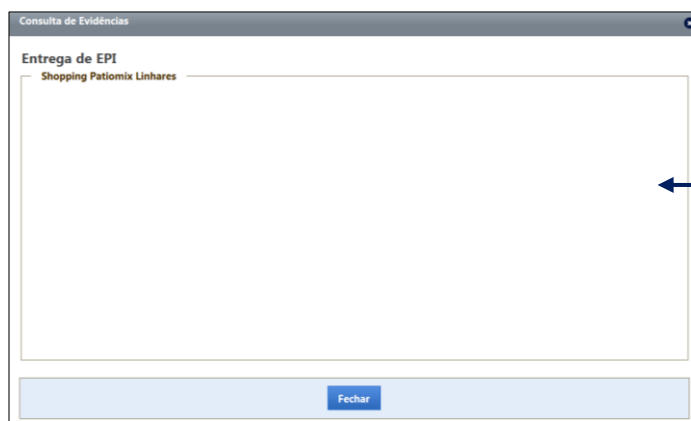 Consulta de Evidências
Entrega de EPI
Shopping Patiomix Linhares
Fechar